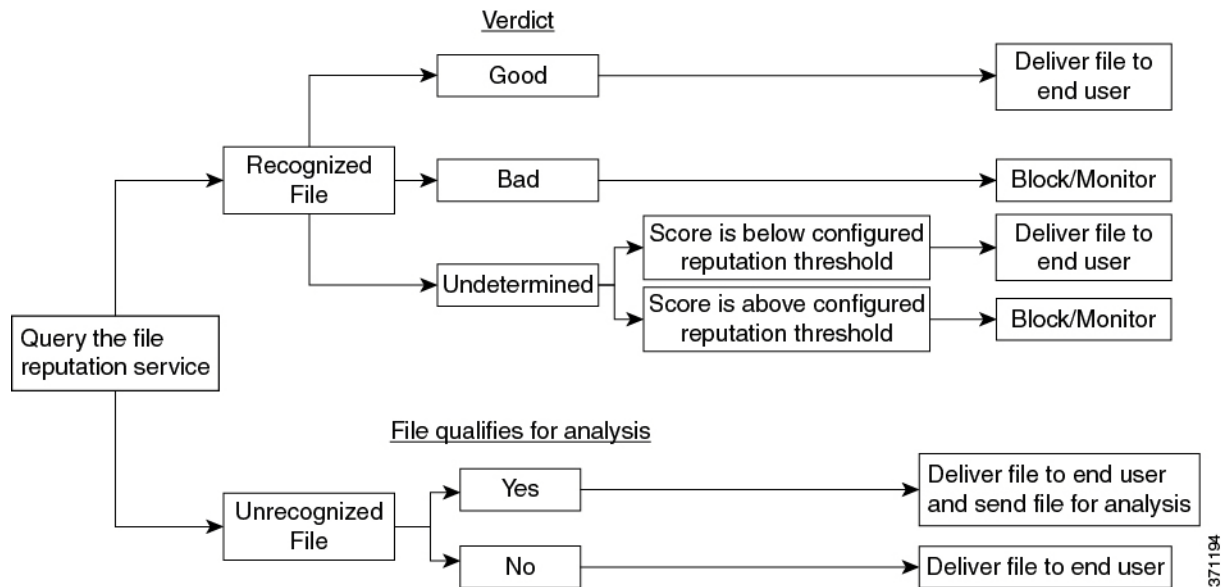 Verdict
Good
Deliver file to
end user
Recognized
File
Bad
Block/Monitor
Undetermined
Score is below configured
reputation threshold
Deliver file to
end user
Score is above configured
reputation threshold
Block/Monitor
Query the file
reputation service
File qualifies for analysis
Unrecognized
File
Yes
Deliver file to end user
and send file for analysis
No
Deliver file to end user
371194